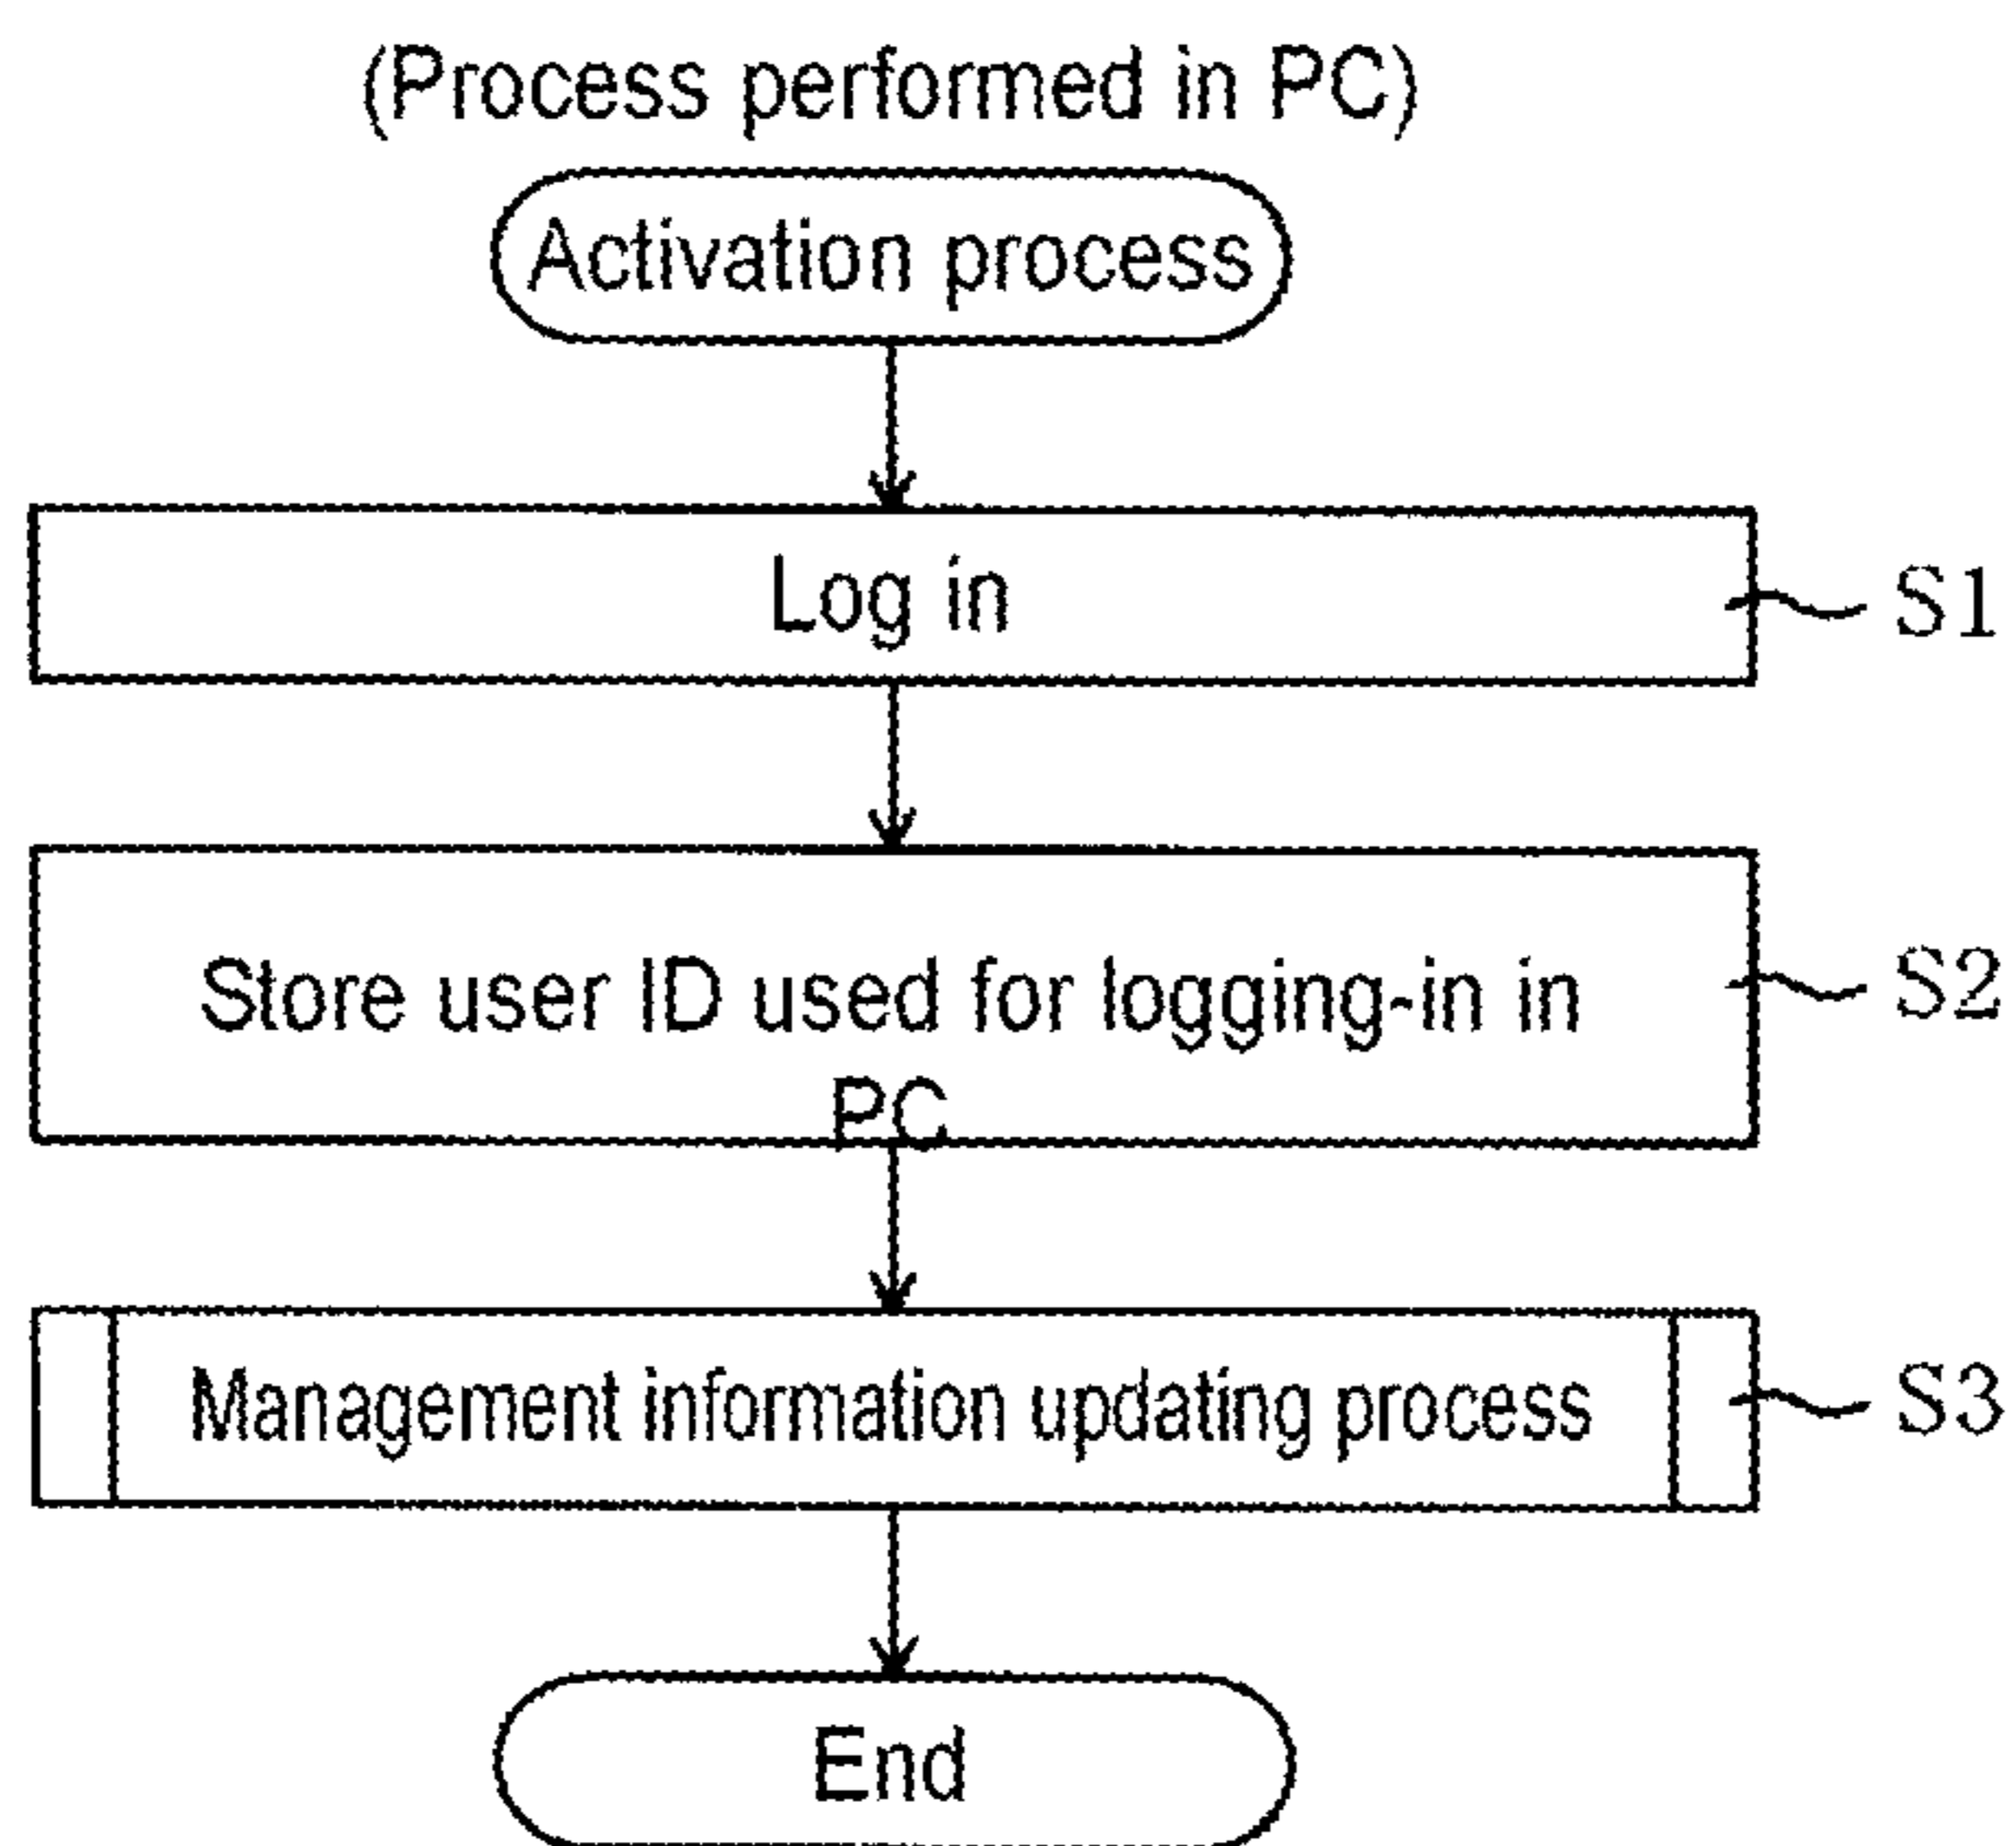 (Process performed in PC)
Activation process
Log in
S1
Store user ID used for logging-in in
PC
S2
Management information updating process
S3
End